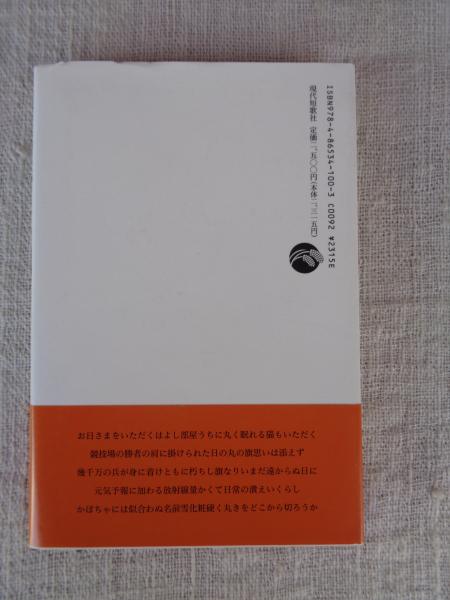 ISBN978-4-86534-100-3 C0092 ¥2315E
現代短歌社 定価二、五〇〇円(本体二、三一五円)
お日さまをいただくはよし部屋うちに丸く眠れる猫もいただく
競技場の勝者の肩に掛けられた日の丸の旗思いは添えず
幾千万の兵が身に着けともに朽ちし旗なりいまだ遠からぬ日に
元気予報に加わる放射線量かくて日常の潰えいくらし
かぼちゃには似合わぬ名前雪化粧硬く丸きをどこから切ろうか